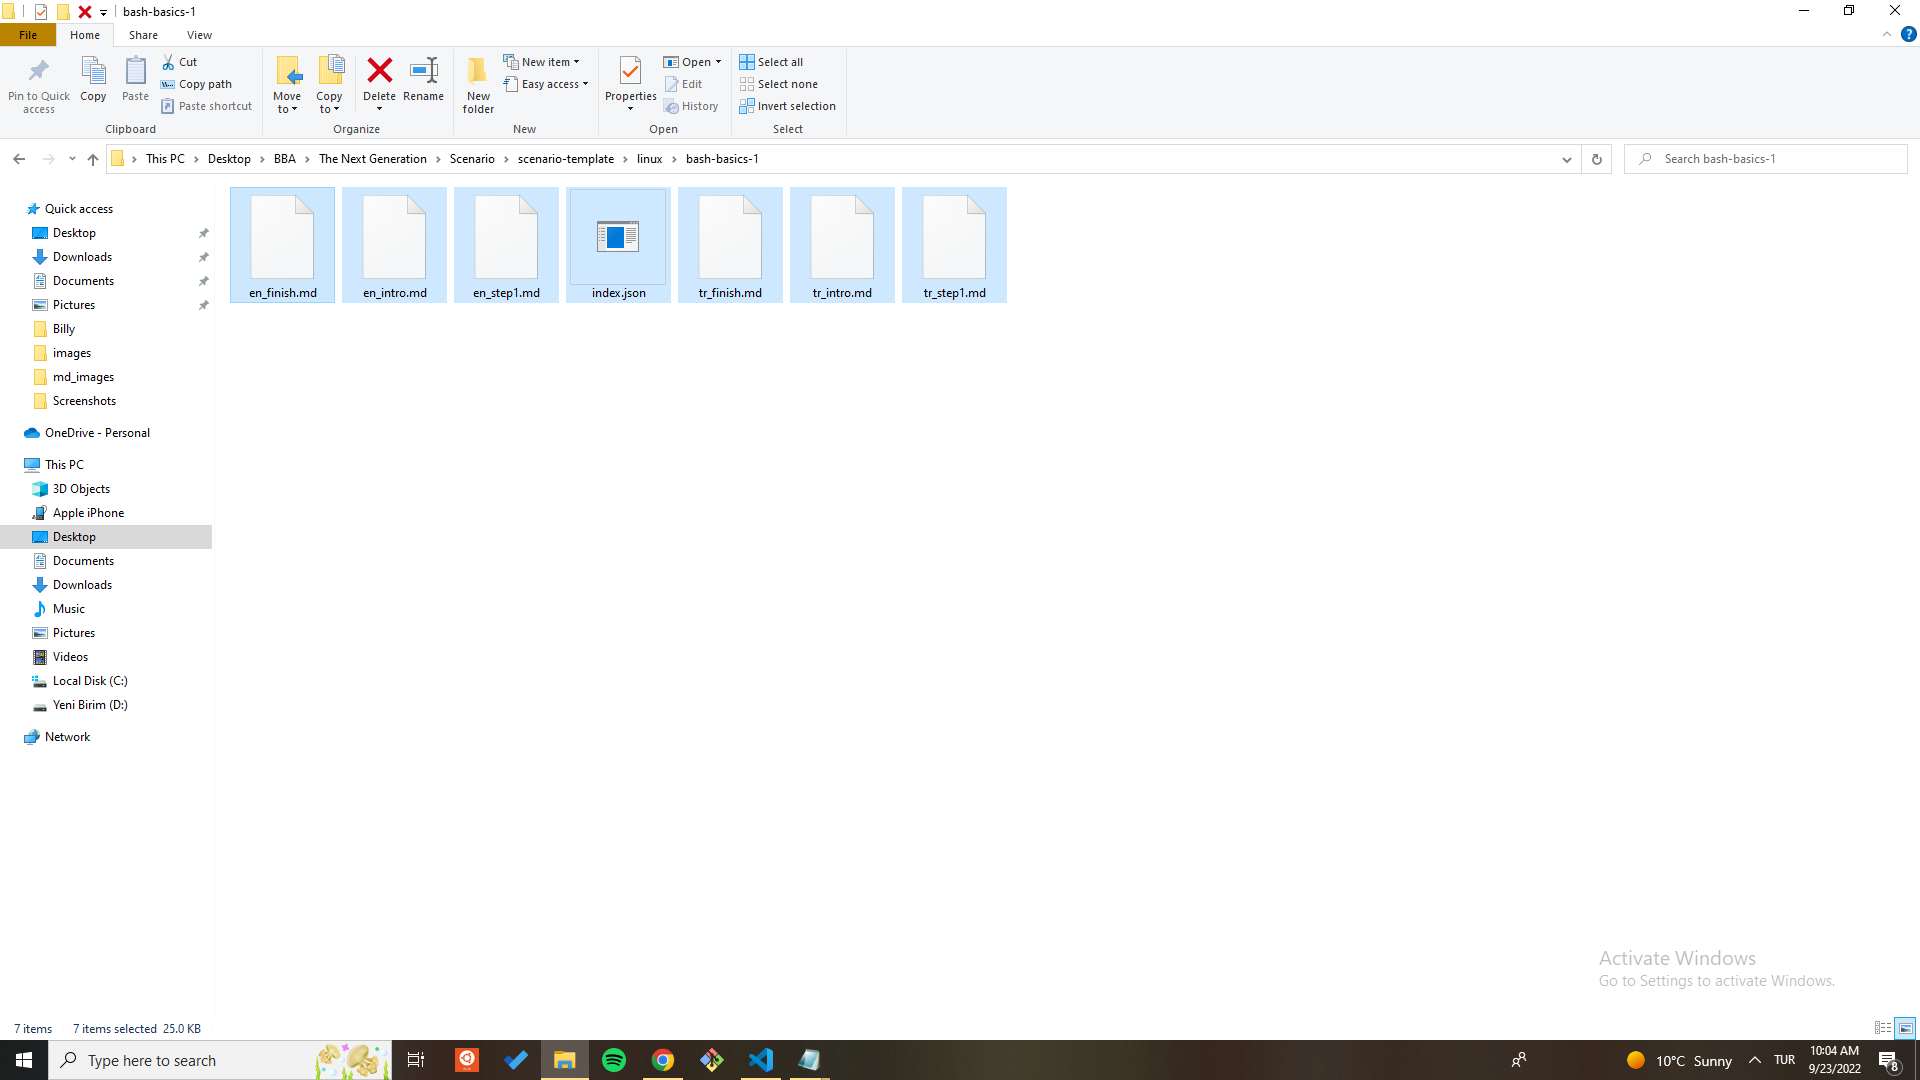 bash-basics-1
File
Home
Share
View
Pin to Quick access
Copy
Paste
Cut
Copy path
Paste shortcut
Clipboard
Move to
Copy to
Delete
Rename
Organize
New folder
New item
Easy access
New
Properties
Open
Edit
History
Open
Select all
Select none
Invert selection
Select
This PC > Desktop > BBA > The Next Generation > Scenario > scenario-template > linux > bash-basics-1
Search bash-basics-1
Quick access
Desktop
Downloads
Documents
Pictures
Billy
images
md_images
Screenshots
OneDrive - Personal
This PC
3D Objects
Apple iPhone
Desktop
Documents
Downloads
Music
Pictures
Videos
Local Disk (C:)
Yeni Birim (D:)
Network
en_finish.md
en_intro.md
en_step1.md
index.json
tr_finish.md
tr_intro.md
tr_step1.md
Activate Windows
Go to Settings to activate Windows.
7 items
7 items selected 25.0 KB
Type here to search
10°C Sunny
TUR
10:04 AM
9/23/2022
8